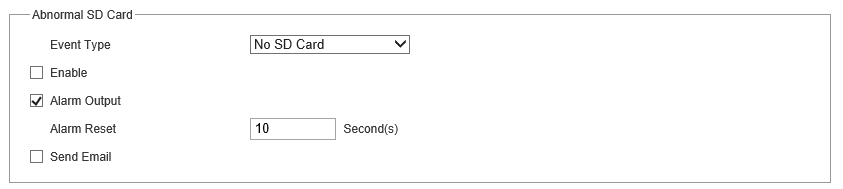 Abnormal SD Card
Event Type No SD Card
Enable
Alarm Output
Alarm Reset 10 Second(s)
Send Email